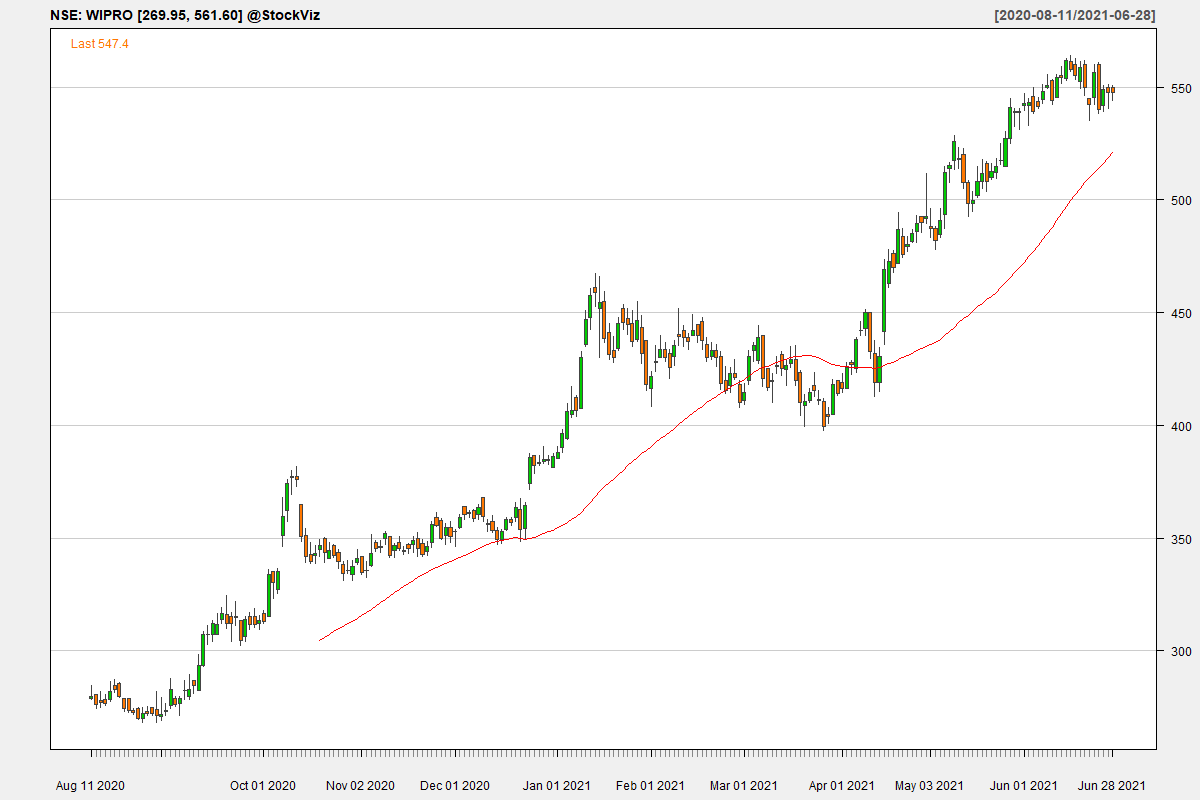 NSE: WIPRO [269.95, 561.60] @StockViz
[2020-08-11/2021-06-28]
Last 547.4
550
500
450
400
350
300
Aug 11 2020
Oct 01 2020
Nov 02 2020
Dec 01 2020
Jan 01 2021
Feb 01 2021
Mar 01 2021
Apr 01 2021
May 03 2021
Jun 01 2021
Jun 28 2021